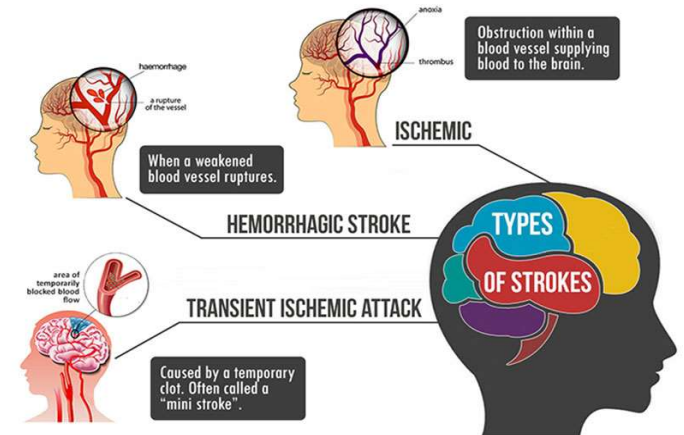 anoxia
thrombus
Obstruction within a
blood vessel supplying
blood to the brain.
ISCHEMIC
haemorrhage
a rupture
of the vessel
When a weakened
blood vessel ruptures.
HEMORRHAGIC STROKE
TYPES
OF STROKES
area of
temporarily
blocked blood
flow
TRANSIENT ISCHEMIC ATTACK
Caused by a temporary
clot. Often called a
“mini stroke”.